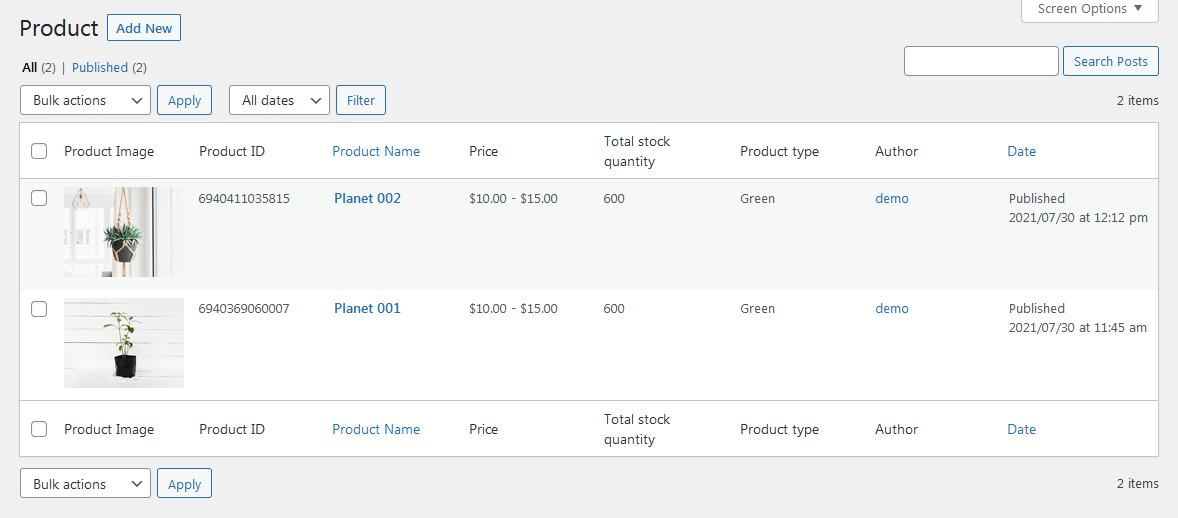 Screen Options ▼
Product Add New
All (2) | Published (2)
Search Posts
Bulk actions Apply All dates Filter 2 items
Product Image Product ID Product Name Price Total stock quantity Product type Author Date
6940411035815 Planet 002 $10.00 - $15.00 600 Green demo Published
2021/07/30 at 12:12 pm
6940369060007 Planet 001 $10.00 - $15.00 600 Green demo Published
2021/07/30 at 11:45 am
Product Image Product ID Product Name Price Total stock quantity Product type Author Date
Bulk actions Apply 2 items